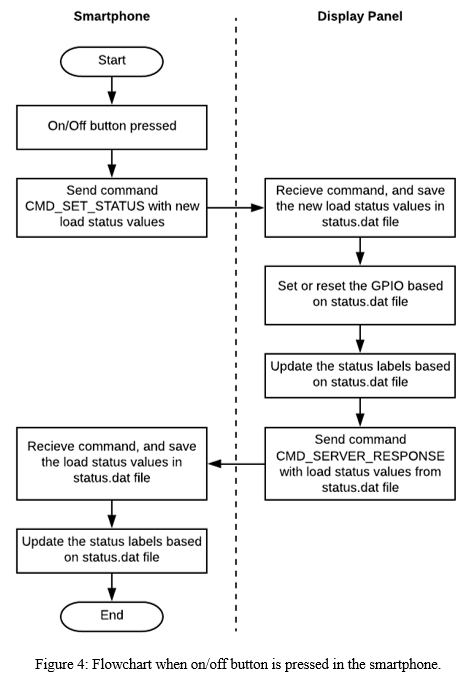 Smartphone
Display Panel
Start
On/Off button pressed
Send command
CMD_SET_STATUS with new
load status values
Recieve command, and save
the new load status values in
status.dat file
Set or reset the GPIO based
on status.dat file
Update the status labels based
on status.dat file
Send command
CMD_SERVER_RESPONSE
with load status values from
status.dat file
Recieve command, and save
the load status values in
status.dat file
Update the status labels based
on status.dat file
End
Figure 4: Flowchart when on/off button is pressed in the smartphone.